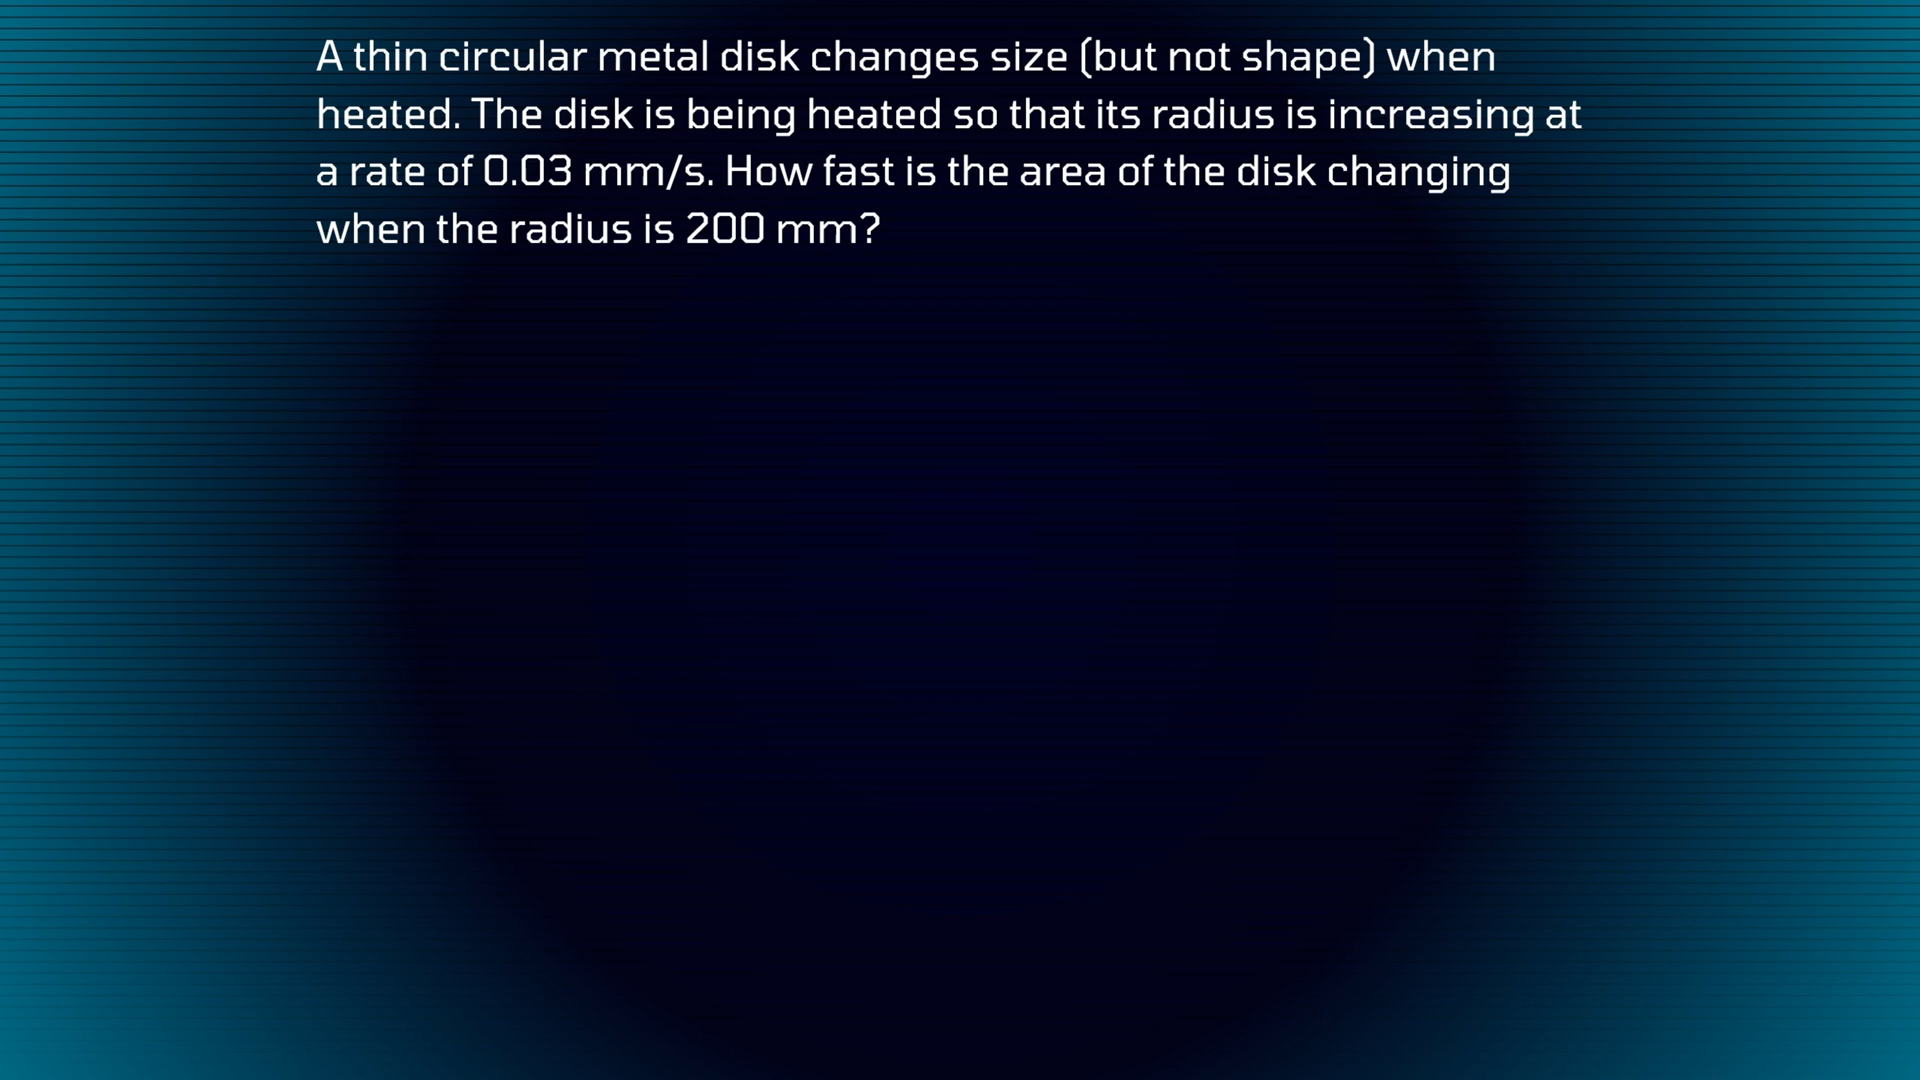 A thin circular metal disk changes size (but not shape) when
heated. The disk is being heated so that its radius is increasing at
a rate of 0.03 mm/s. How fast is the area of the disk changing
when the radius is 200 mm?